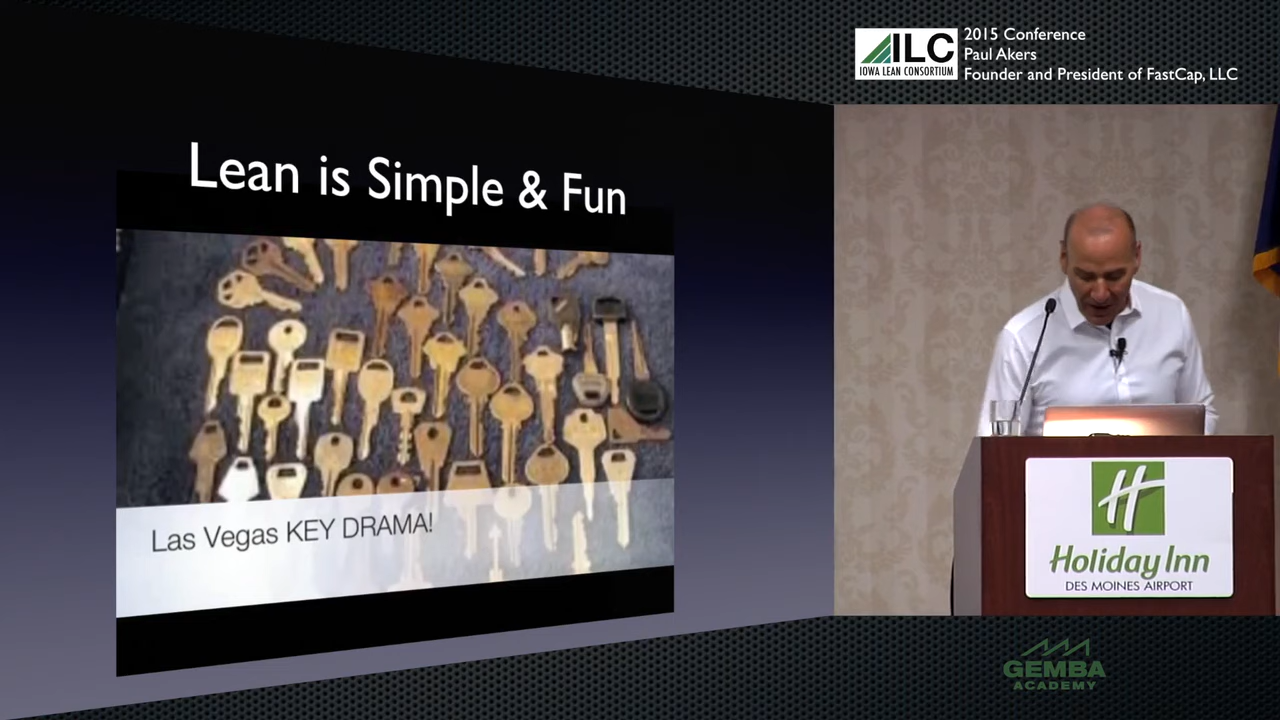 ILC
IOWA LEAN CONSORTIUM
2015 Conference
Paul Akers
Founder and President of FastCap, LLC
Lean is Simple & Fun
Las Vegas KEY DRAMA!
H
Holiday Inn
DES MOINES AIRPORT
GEMBA
ACADEMY